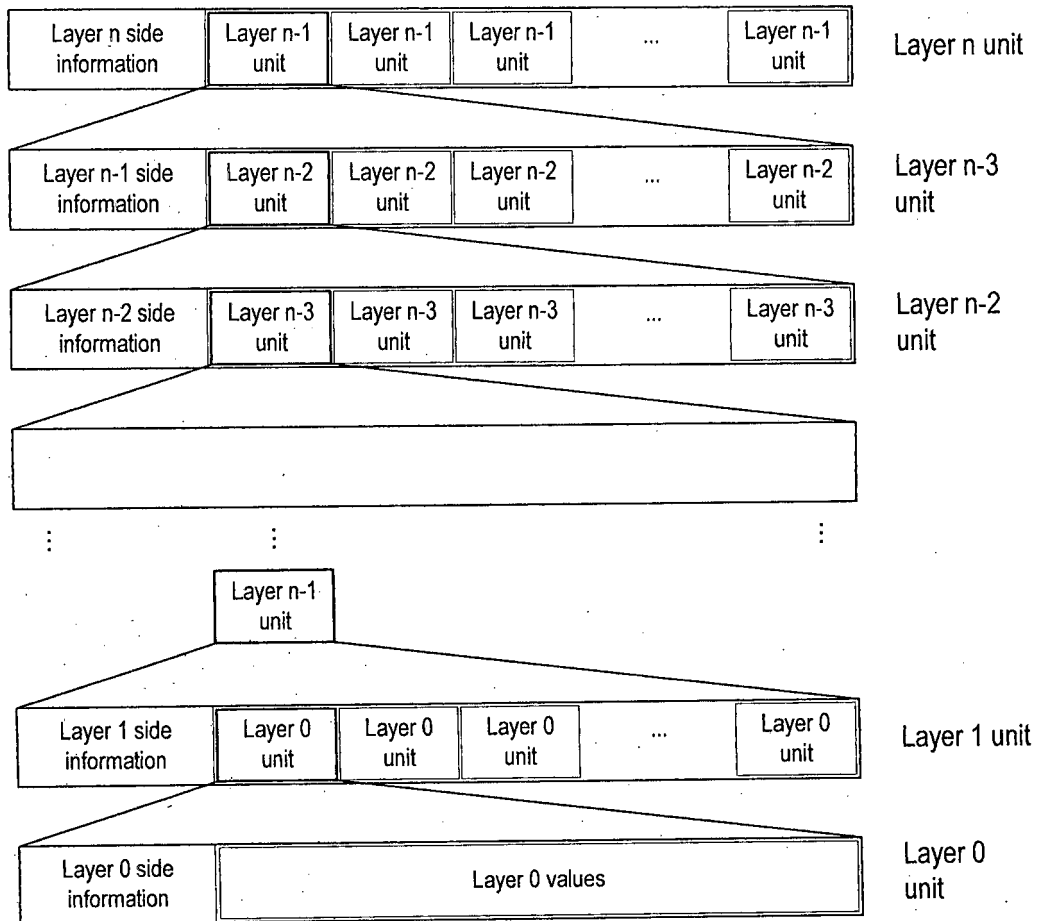 Layer n side information Layer n-1 unit Layer n-1 unit Layer n-1 unit ... Layer n-1 unit Layer n unit
Layer n-1 side information Layer n-2 unit Layer n-2 unit Layer n-2 unit ... Layer n-2 unit Layer n-3 unit
Layer n-2 side information Layer n-3 unit Layer n-3 unit Layer n-3 unit ... Layer n-3 unit Layer n-2 unit
⋮ ⋮ ⋮
Layer n-1 unit
Layer 1 side information Layer 0 unit Layer 0 unit Layer 0 unit ... Layer 0 unit Layer 1 unit
Layer 0 side information Layer 0 values Layer 0 unit